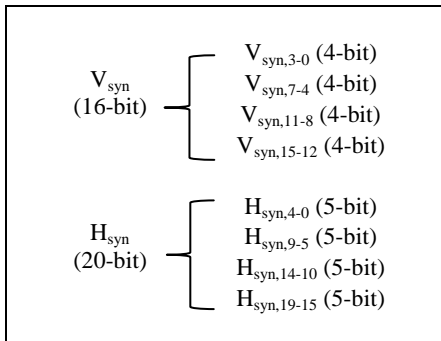 V_syn
(16-bit)
V_syn,3-0 (4-bit)
V_syn,7-4 (4-bit)
V_syn,11-8 (4-bit)
V_syn,15-12 (4-bit)
H_syn
(20-bit)
H_syn,4-0 (5-bit)
H_syn,9-5 (5-bit)
H_syn,14-10 (5-bit)
H_syn,19-15 (5-bit)